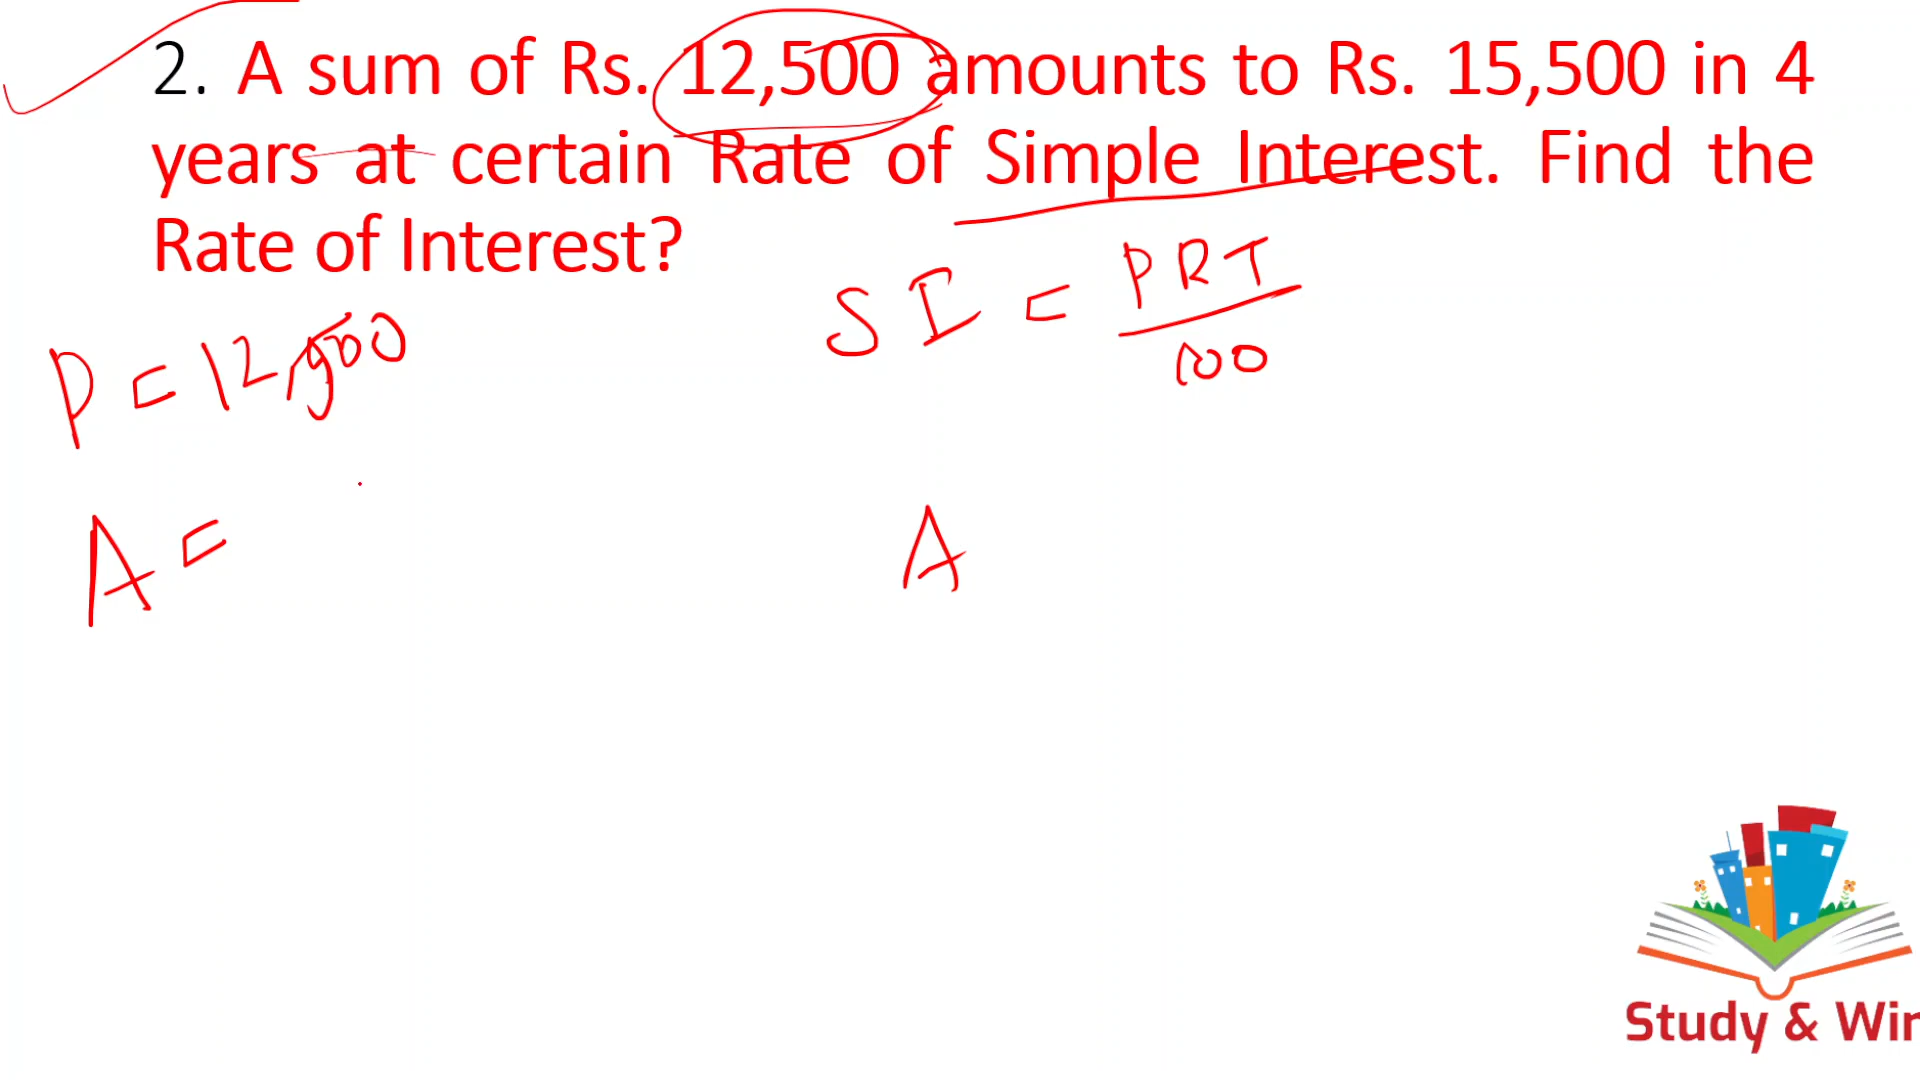 2. A sum of Rs. 12,500 amounts to Rs. 15,500 in 4
years at certain Rate of Simple Interest. Find the
Rate of Interest?
SI = PRT
100
P = 12,500
A =
A
Study & Win